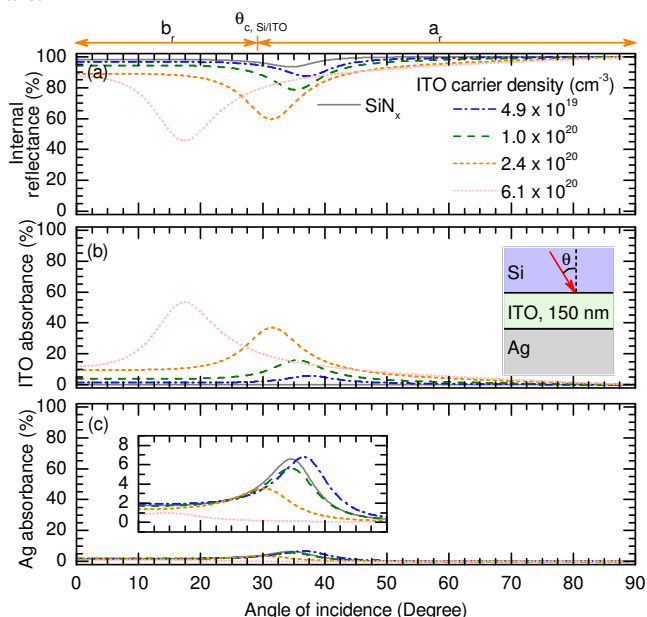 b_r θ_c, Si/ITO a_r
100
80
60
40
20
0
Internal reflectance (%)
(a)
ITO carrier density (cm⁻³)
SiN_x
4.9 x 10¹⁹
1.0 x 10²⁰
2.4 x 10²⁰
6.1 x 10²⁰
100
80
60
40
20
0
ITO absorbance (%)
(b)
θ
Si
ITO, 150 nm
Ag
100
80
60
40
20
0
Ag absorbance (%)
(c)
8
6
4
2
0
0 10 20 30 40 50 60 70 80 90
Angle of incidence (Degree)